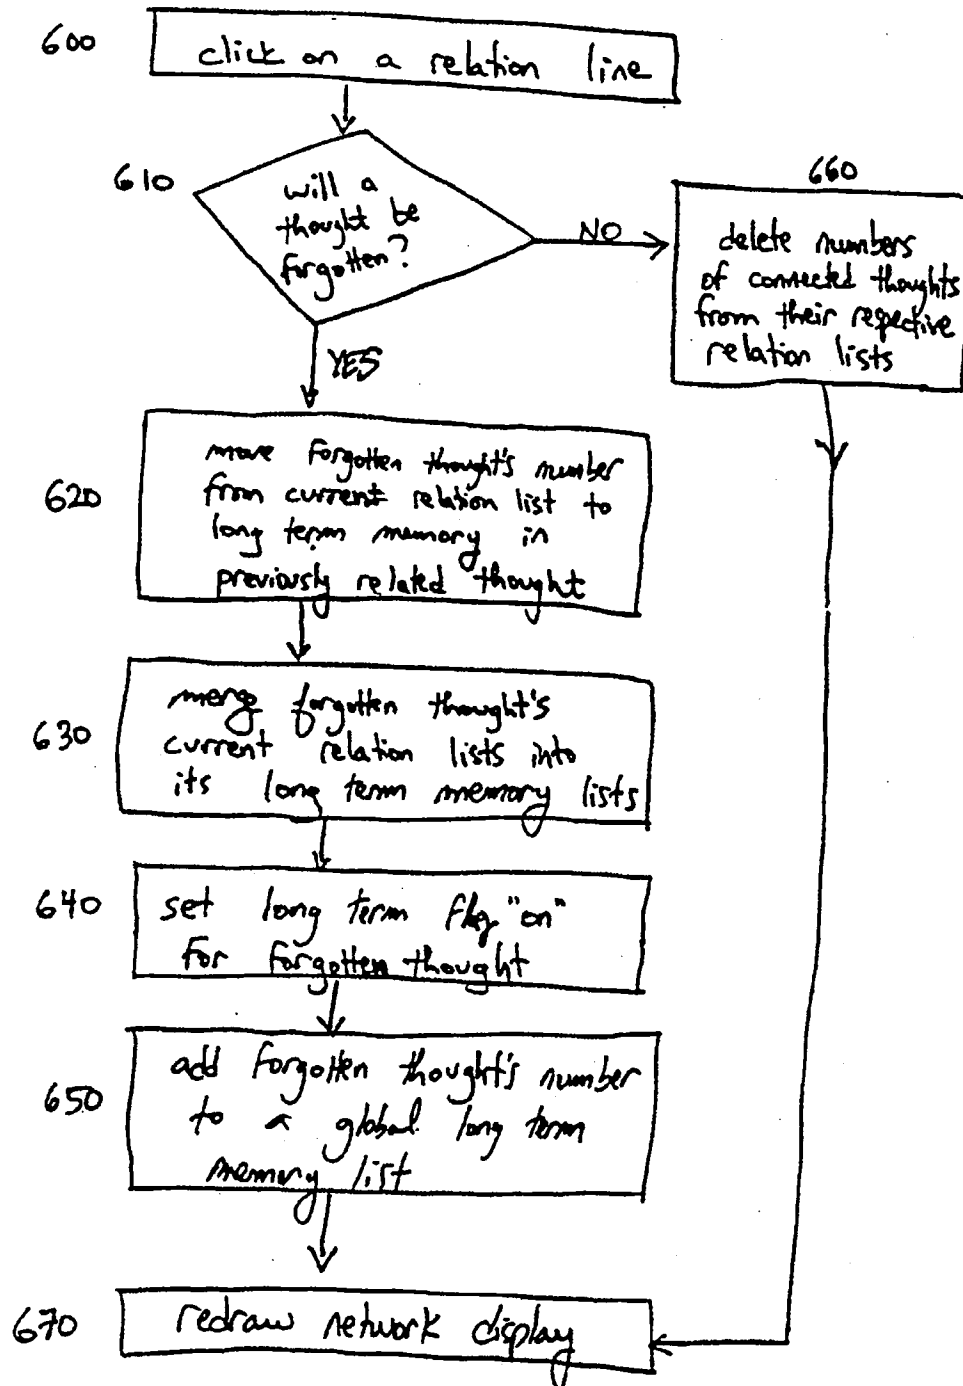 600
click on a relation line
610
will a
thought be
forgotten?
NO
660
delete numbers
of connected thoughts
from their repective
relation lists
YES
620
move forgotten thought's number
from current relation list to
long term memory in
previously related thought
630
merge forgotten thought's
current relation lists into
its long term memory lists
640
set long term flag "on"
for forgotten thought
650
add forgotten thought's number
to a global long term
memory list
670
redraw network display